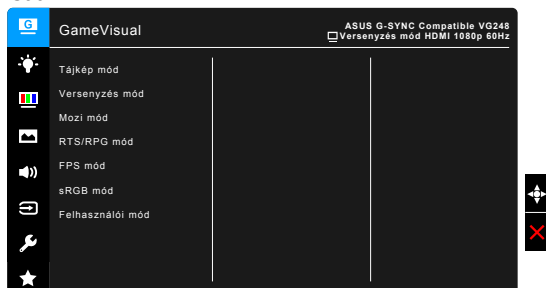 G
GameVisual
ASUS G-SYNC Compatible VG248
Versenyzés mód HDMI 1080p 60Hz
Tájkép mód
Versenyzés mód
Mozi mód
RTS/RPG mód
FPS mód
sRGB mód
Felhasználói mód